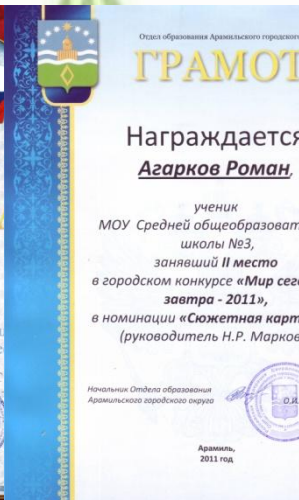 Отдел образования Арамильского городского
ГРАМОТ
Награждается
Агарков Роман,
ученик
МОУ Средней общеобразоват
школы №3,
занявший II место
в городском конкурсе «Мир сег
завтра - 2011»,
в номинации «Сюжетная карт
(руководитель Н.Р. Марков
Начальник Отдела образования
Арамильского городского округа
О.И.
Арамиль,
2011 год